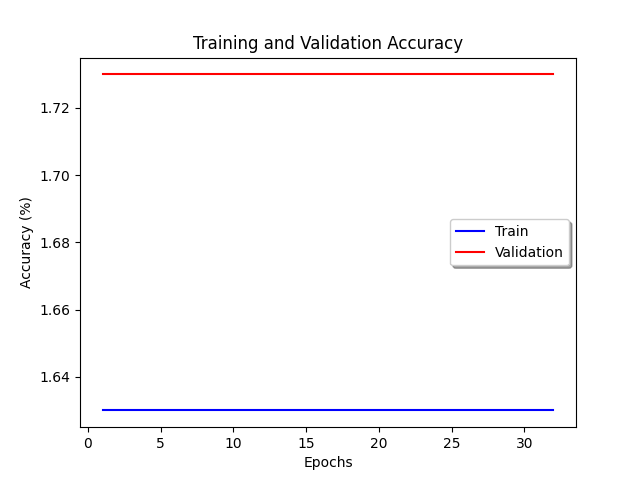 Training and Validation Accuracy
Accuracy (%)
1.72
1.70
1.68
1.66
1.64
Train
Validation
0 5 10 15 20 25 30
Epochs